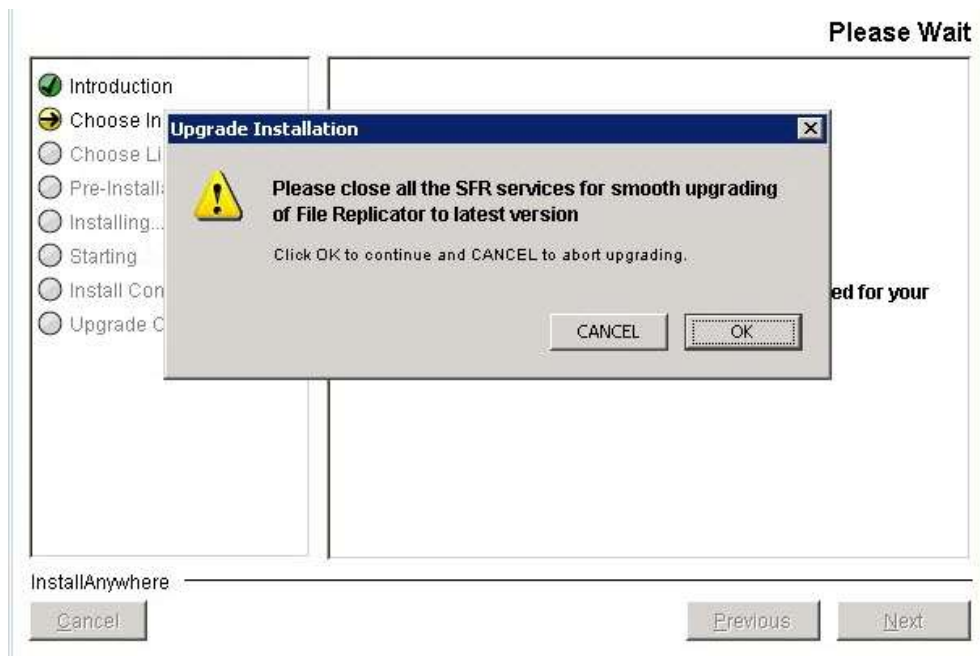 Please Wait
Introduction
Choose In
Choose Li
Pre-Install
Installing...
Starting
Install Con
Upgrade C
Upgrade Installation
Please close all the SFR services for smooth upgrading
of File Replicator to latest version
Click OK to continue and CANCEL to abort upgrading.
CANCEL
OK
ed for your
InstallAnywhere
Cancel
Previous
Next